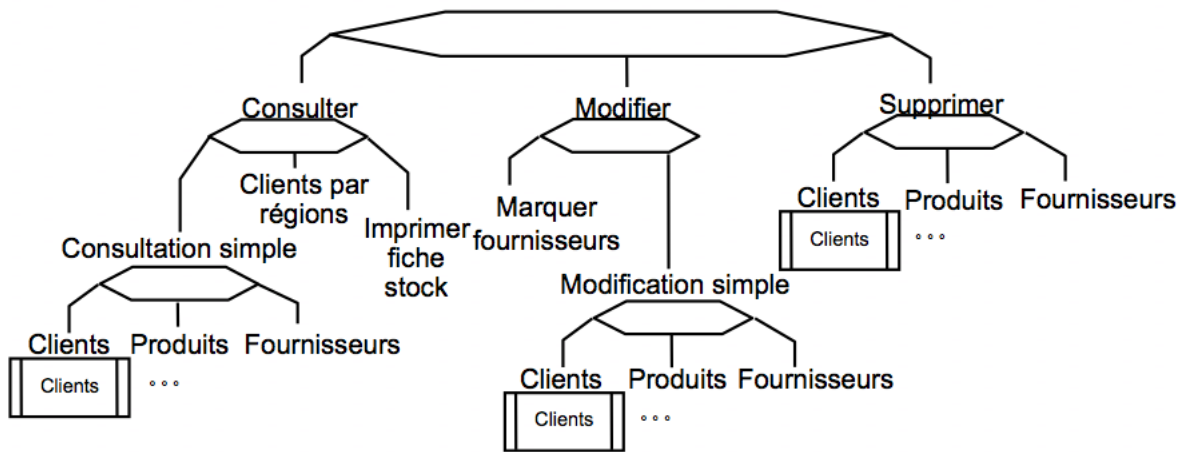 Consulter
Modifier
Supprimer
Clients par
régions
Imprimer
fiche
stock
Marquer
fournisseurs
Clients
Produits
Fournisseurs
Clients
°°°
Consultation simple
Modification simple
Clients
Produits
Fournisseurs
Clients
°°°
Clients
Produits
Fournisseurs
Clients
°°°